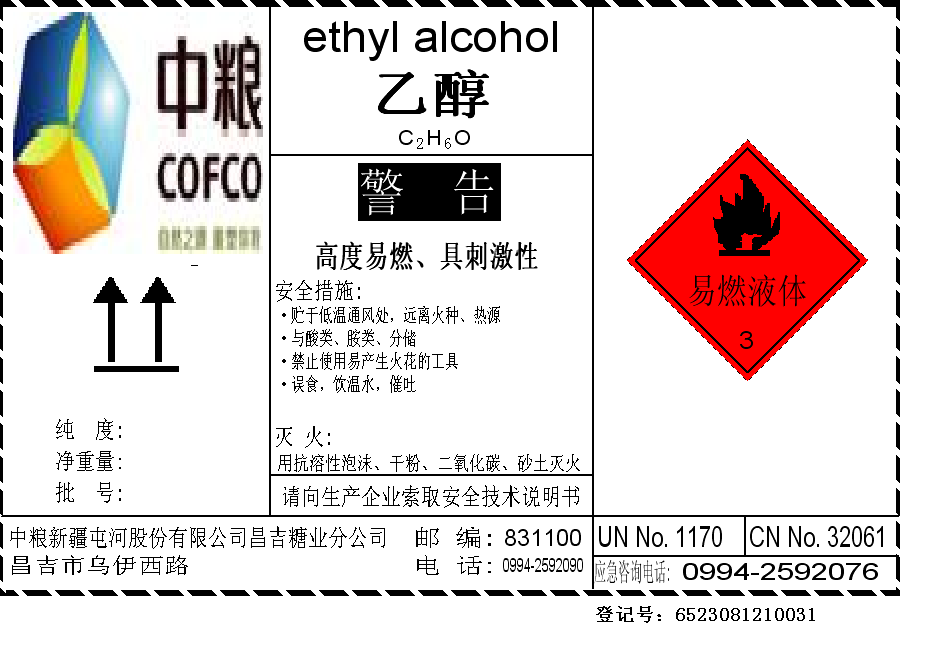 中粮
COFCO
自然之源 重塑你我
ethyl alcohol
乙醇
C₂H₆O
警 告
高度易燃、具刺激性
安全措施:
·贮于低温通风处，远离火种、热源
·与酸类、胺类、分储
·禁止使用易产生火花的工具
·误食，饮温水，催吐
灭 火:
用抗溶性泡沫、干粉、二氧化碳、砂土灭火
请向生产企业索取安全技术说明书
纯 度:
净重量:
批 号:
易燃液体
3
中粮新疆屯河股份有限公司昌吉糖业分公司 邮 编: 831100
昌吉市乌伊西路 电 话: 0994-2592090
UN No. 1170 CN No. 32061
应急咨询电话: 0994-2592076
登记号: 6523081210031